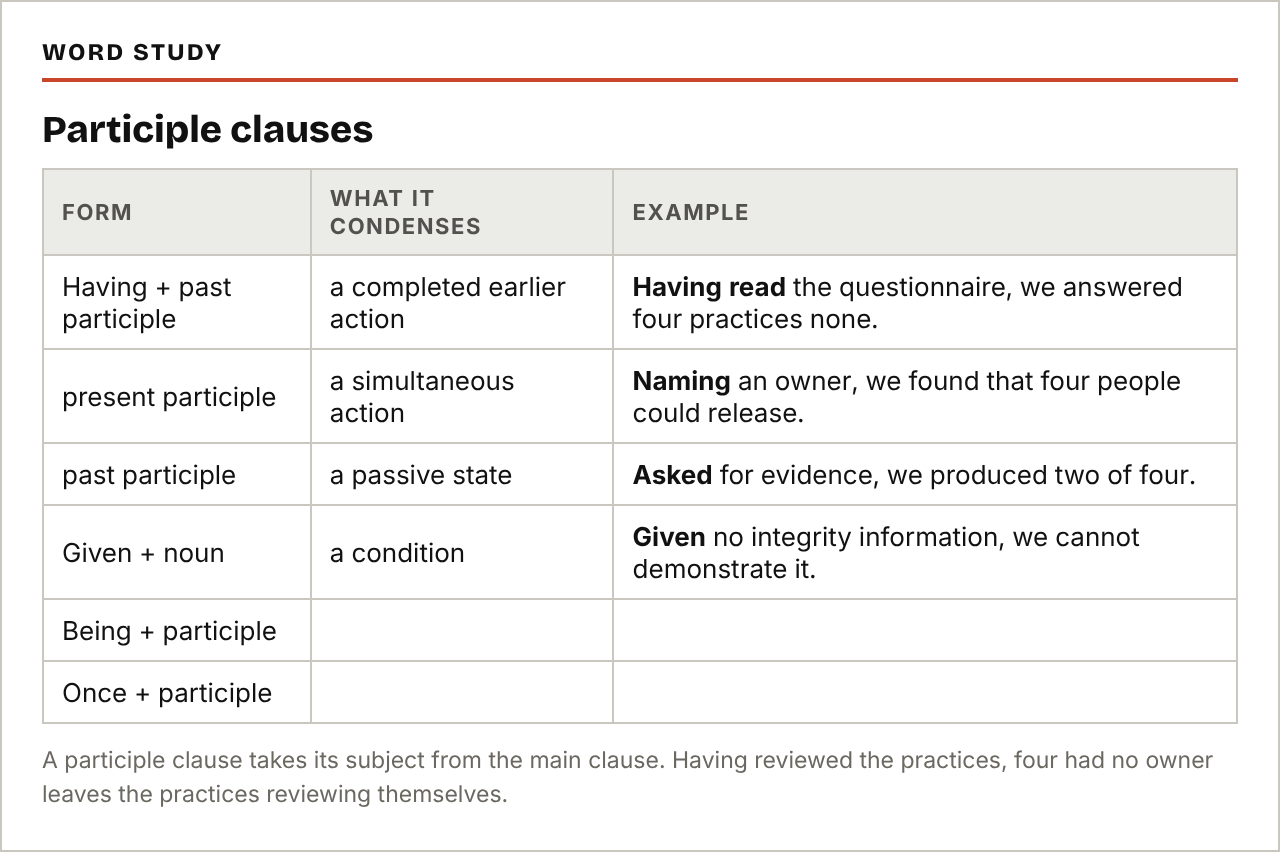 WORD STUDY
Participle clauses
FORM
WHAT IT
CONDENSES
EXAMPLE
Having + past
participle
a completed earlier
action
Having read the questionnaire, we answered
four practices none.
present participle
a simultaneous
action
Naming an owner, we found that four people
could release.
past participle
a passive state
Asked for evidence, we produced two of four.
Given + noun
a condition
Given no integrity information, we cannot
demonstrate it.
Being + participle
Once + participle
A participle clause takes its subject from the main clause. Having reviewed the practices, four had no owner
leaves the practices reviewing themselves.